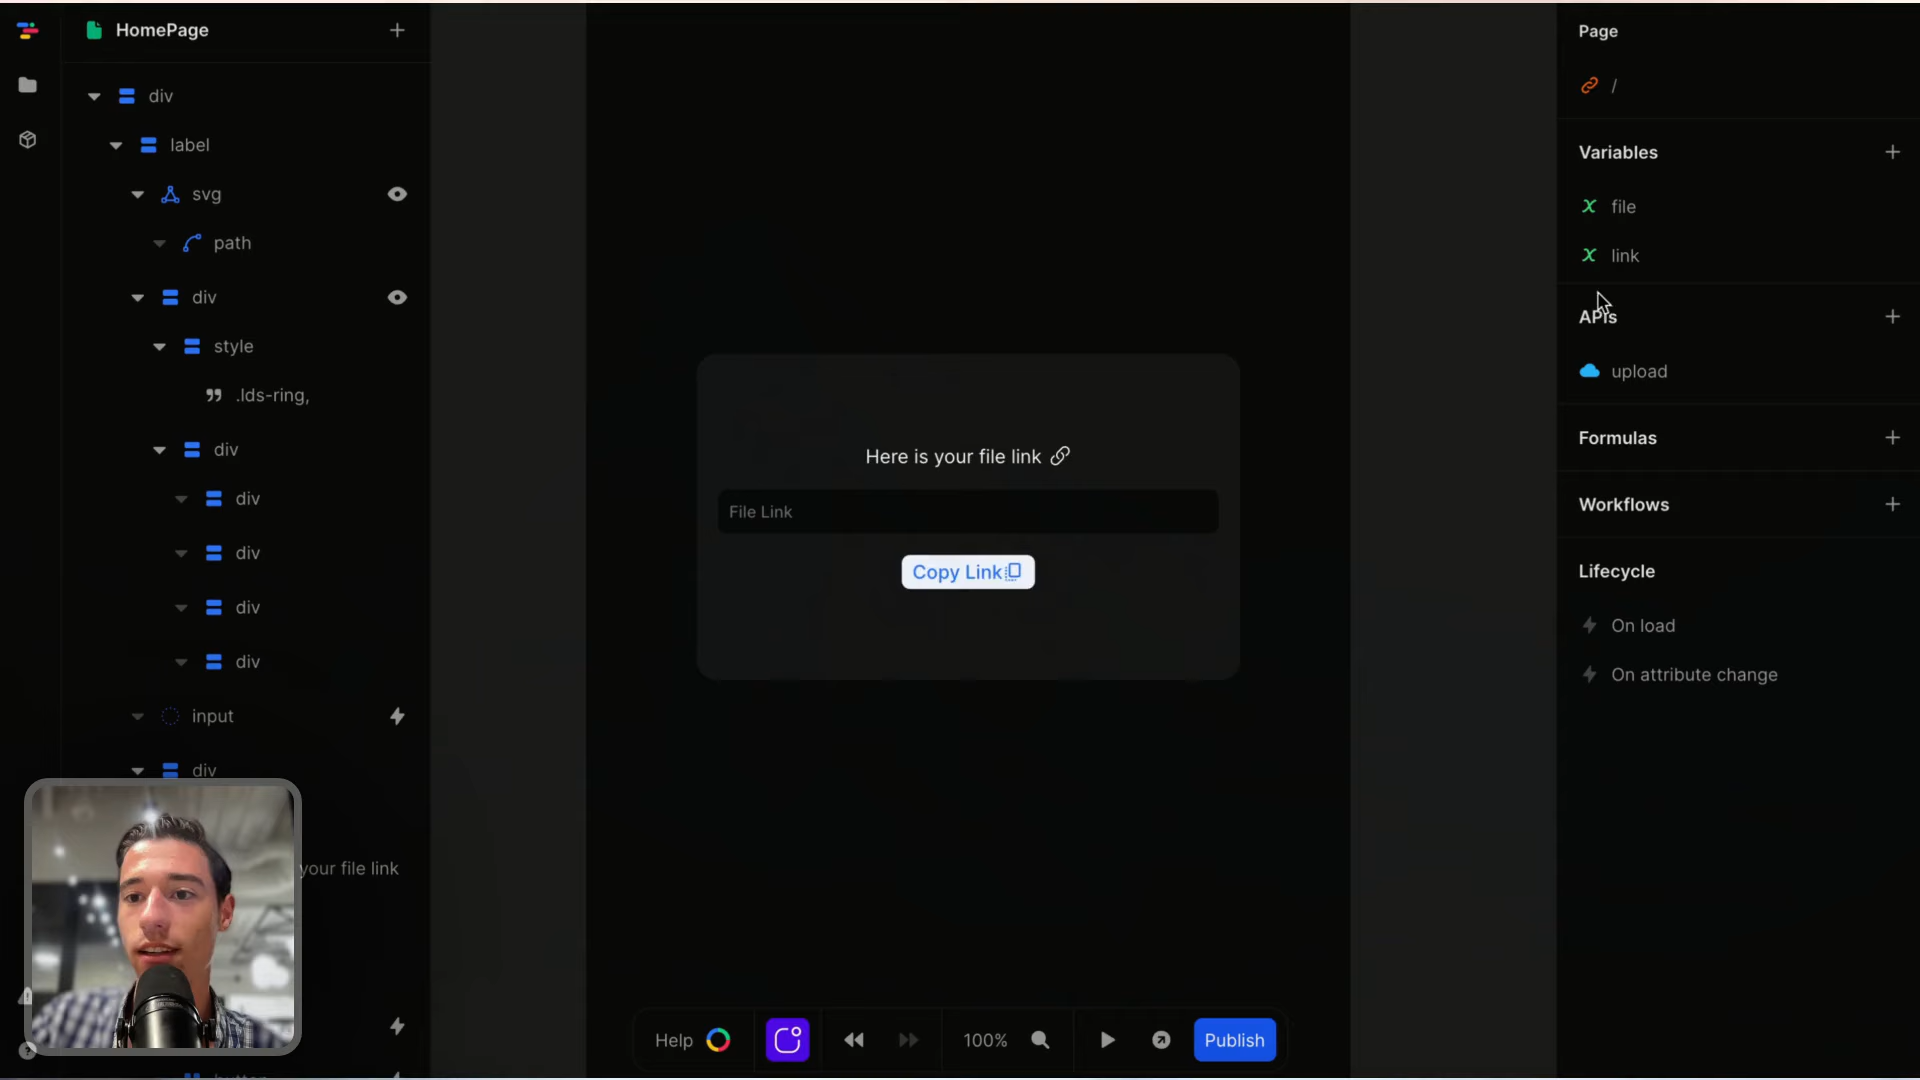 HomePage
div
label
svg
path
div
style
.lds-ring,
div
div
div
div
div
input
div
your file link
Here is your file link
File Link
Copy Link
Help
100%
Publish
Page
/
Variables
file
link
APIs
upload
Formulas
Workflows
Lifecycle
On load
On attribute change